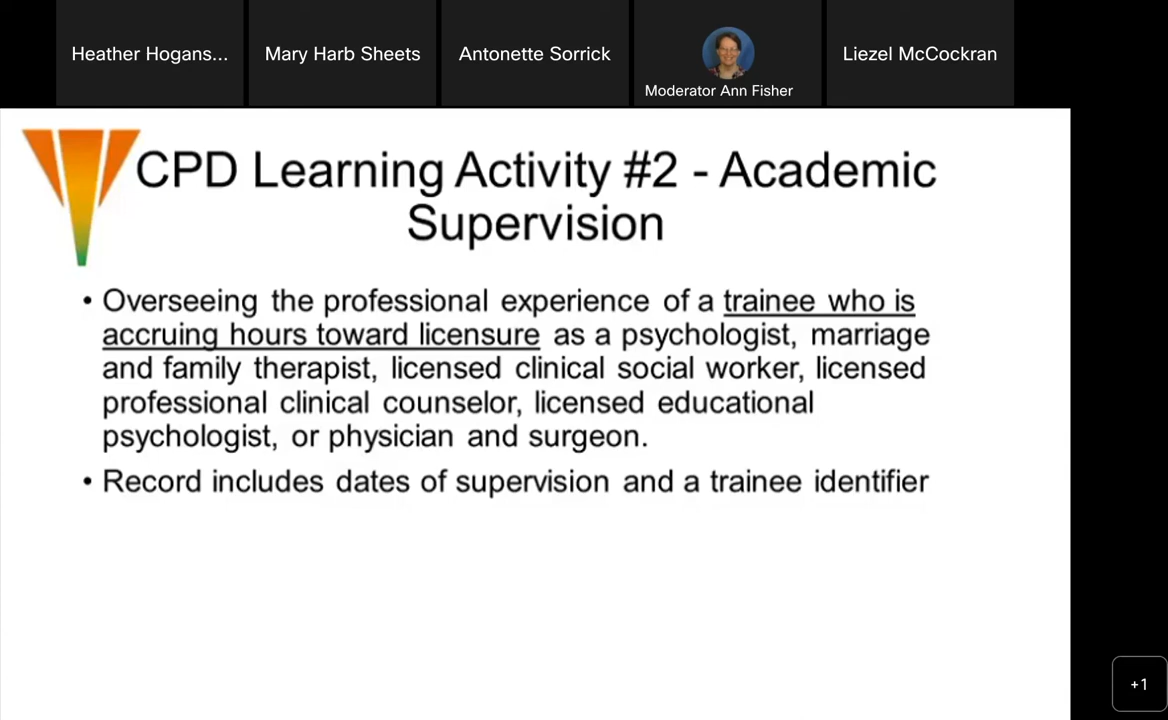 Heather Hogans...
Mary Harb Sheets
Antonette Sorrick
Moderator Ann Fisher
Liezel McCockran
CPD Learning Activity #2 - Academic
Supervision
• Overseeing the professional experience of a trainee who is
accruing hours toward licensure as a psychologist, marriage
and family therapist, licensed clinical social worker, licensed
professional clinical counselor, licensed educational
psychologist, or physician and surgeon.
• Record includes dates of supervision and a trainee identifier
+1